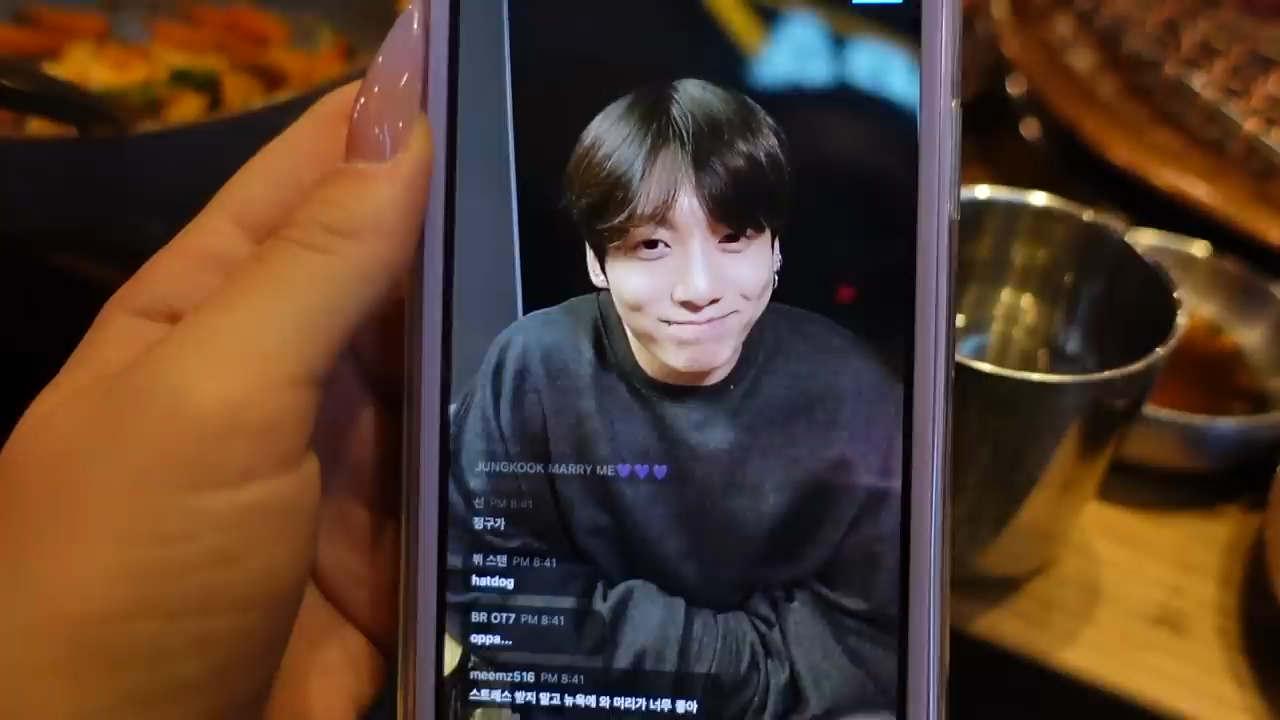 JUNGKOOK MARRY ME💜💜💜
선 PM 8:41
정구가
뷔 스탠 PM 8:41
hatdog
BR OT7 PM 8:41
oppa...
meemz516 PM 8:41
스트레스 받지 말고 뉴욕에 와 머리가 너무 좋아